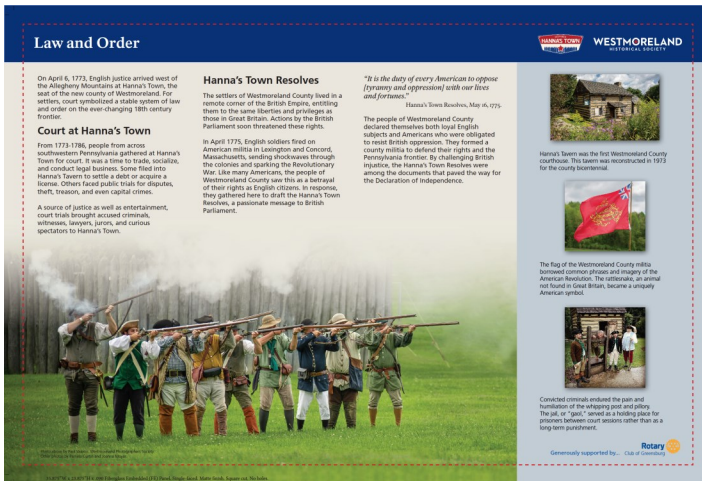 Law and Order
HANNA'S TOWN
WESTMORELAND
HISTORICAL SOCIETY
On April 6, 1773, English justice arrived west of
the Allegheny Mountains at Hanna's Town, the
seat of the new county of Westmoreland. For
settlers, court symbolized a stable system of law
and order on the ever-changing 18th century
frontier.
Court at Hanna's Town
From 1773-1786, people from across
southwestern Pennsylvania gathered at Hanna's
Town for court. It was a time to trade, socialize,
and conduct legal business. Some filed into
Hanna's Tavern to settle a debt or acquire a
license. Others faced public trials for disputes,
theft, treason, and even capital crimes.
A source of justice as well as entertainment,
court trials brought accused criminals,
witnesses, lawyers, jurors, and curious
spectators to Hanna's Town.
Hanna's Town Resolves
The settlers of Westmoreland County lived in a
remote corner of the British Empire, entitling
them to the same liberties and privileges as
those in Great Britain. Actions by the British
Parliament soon threatened these rights.
In April 1775, English soldiers fired on
American militia in Lexington and Concord,
Massachusetts, sending shockwaves through
the colonies and sparking the Revolutionary
War. Like many Americans, the people of
Westmoreland County saw this as a betrayal
of their rights as English citizens. In response,
they gathered here to draft the Hanna's Town
Resolves, a passionate message to British
Parliament.
"It is the duty of every American to oppose
[tyranny and oppression] with our lives
and fortunes."
Hanna's Town Resolves, May 16, 1775.
The people of Westmoreland County
declared themselves both loyal English
subjects and Americans who were obligated
to resist British oppression. They formed a
county militia to defend their rights and the
Pennsylvania frontier. By challenging British
injustice, the Hanna's Town Resolves were
among the documents that paved the way for
the Declaration of Independence.
Hanna's Tavern was the first Westmoreland County
courthouse. This tavern was reconstructed in 1973
for the county bicentennial.
The flag of the Westmoreland County militia
borrowed common phrases and imagery of the
American Revolution. The rattlesnake, an animal
not found in Great Britain, became a uniquely
American symbol.
Convicted criminals endured the pain and
humiliation of the whipping post and pillory.
The jail, or "gaol," served as a holding place for
prisoners between court sessions rather than as a
long-term punishment.
Generously supported by...
Rotary
Club of Greensburg